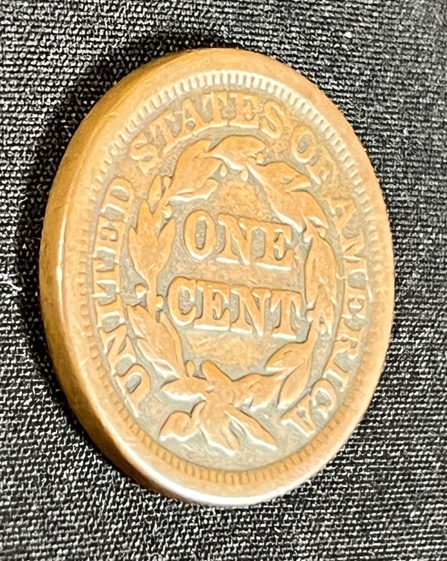 UNITED STATES OF AMERICA
ONE
CENT